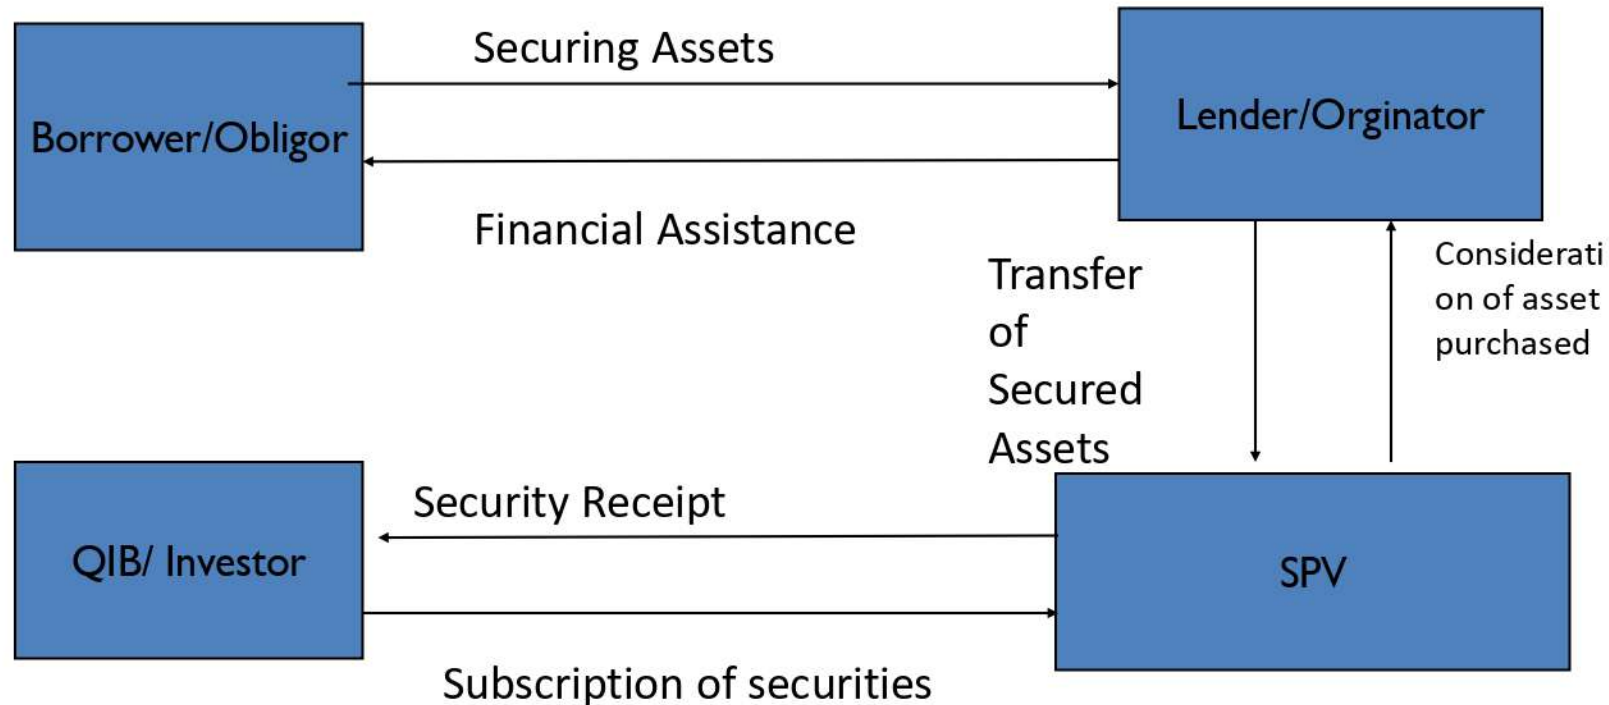 Securing Assets
Borrower/Obligor
Lender/Orginator
Financial Assistance
Transfer
of
Secured
Assets
Considerati
on of asset
purchased
Security Receipt
QIB/ Investor
SPV
Subscription of securities